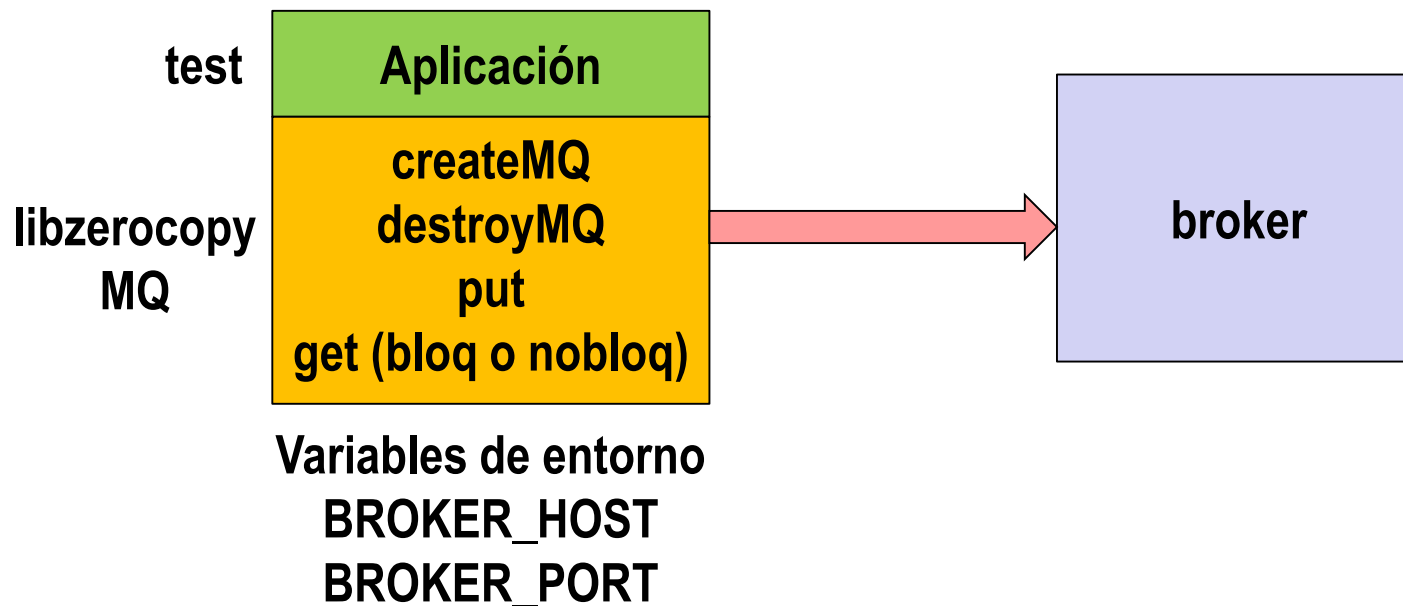 test
Aplicación
libzerocopy
MQ
createMQ
destroyMQ
put
get (bloq o nobloq)
broker
Variables de entorno
BROKER_HOST
BROKER_PORT